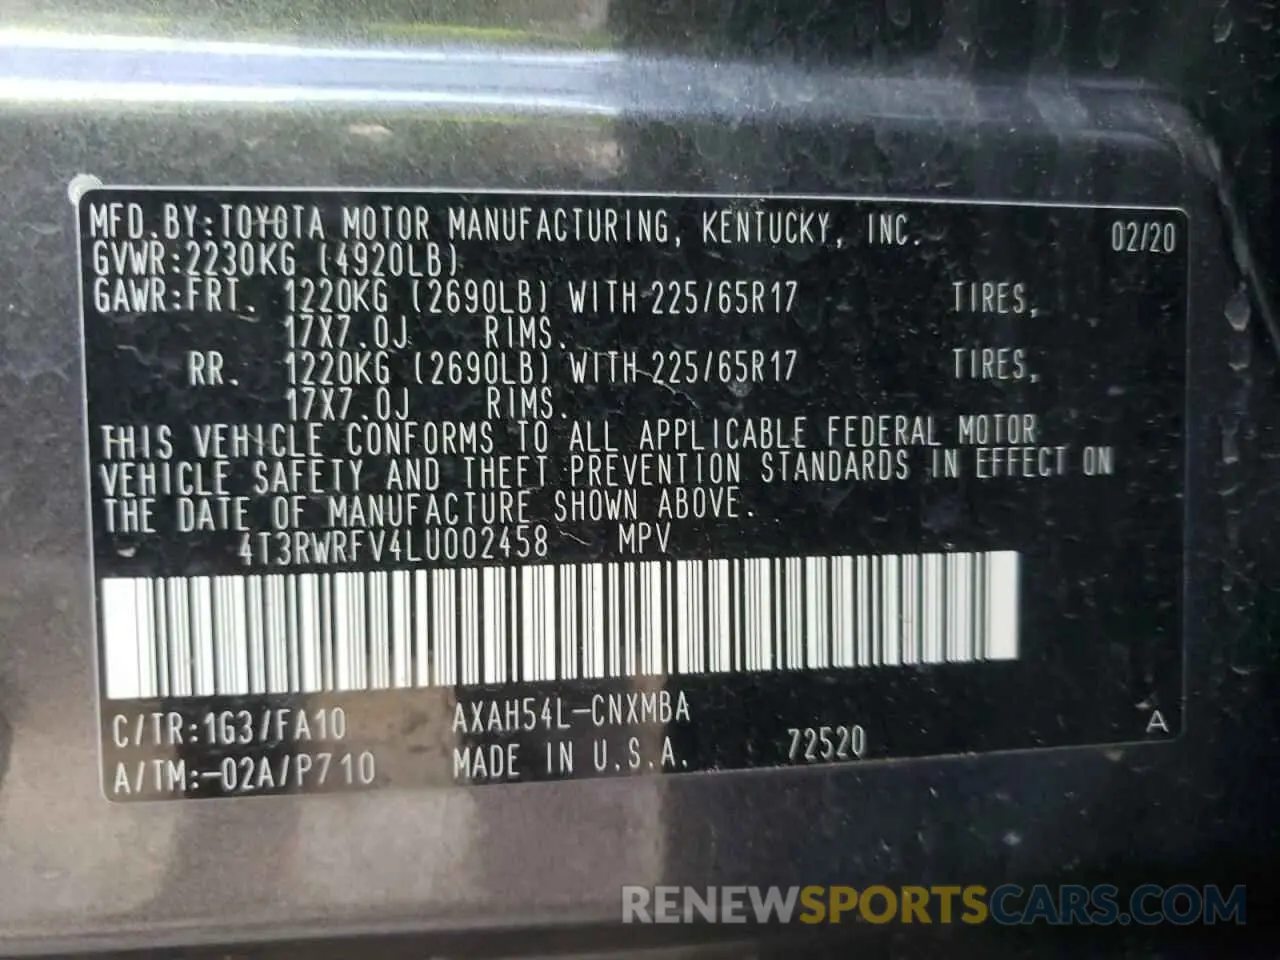 MFD.BY:TOYOTA MOTOR MANUFACTURING, KENTUCKY, INC. 02/20
GVWR:2230KG (4920LB)
GAWR:FRT. 1220KG (2690LB) WITH 225/65R17 TIRES,
17X7.0J RIMS.
RR. 1220KG (2690LB) WITH 225/65R17 TIRES,
17X7.0J RIMS.
THIS VEHICLE CONFORMS TO ALL APPLICABLE FEDERAL MOTOR
VEHICLE SAFETY AND THEFT PREVENTION STANDARDS IN EFFECT ON
THE DATE OF MANUFACTURE SHOWN ABOVE.
4T3RWRFV4LU002458 MPV
C/TR:1G3/FA10 AXAH54L-CNXMBA A
A/TM:-02A/P710 MADE IN U.S.A. 72520
RENEWSPORTSCARS.COM